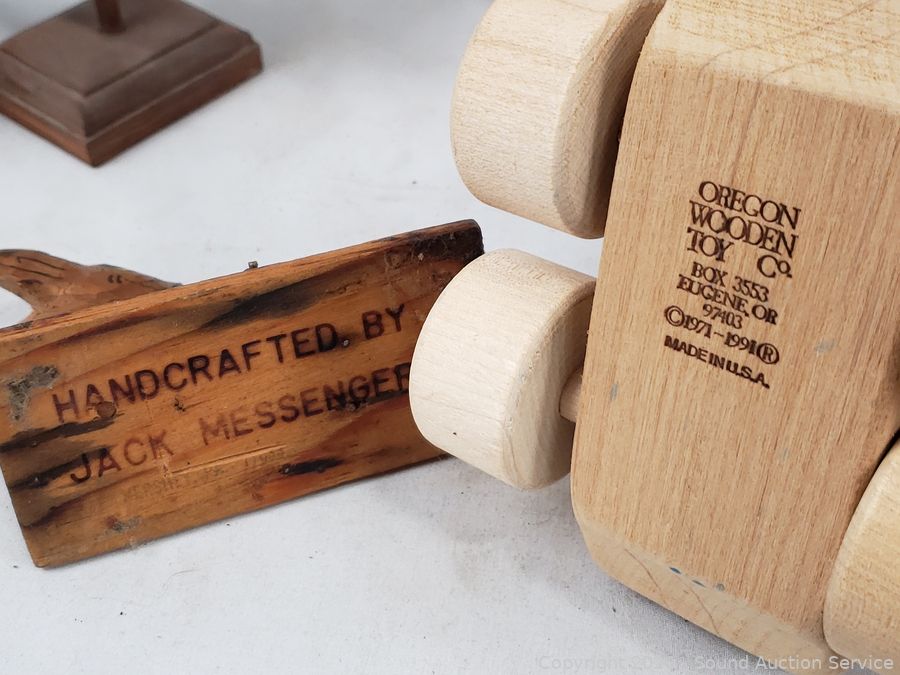 HANDCRAFTED BY
JACK MESSENGER
OREGON
WOODEN
TOY Co.
BOX 3553
EUGENE, OR
97403
©1971-1991®
MADE IN U.S.A.
Sound Auction Service